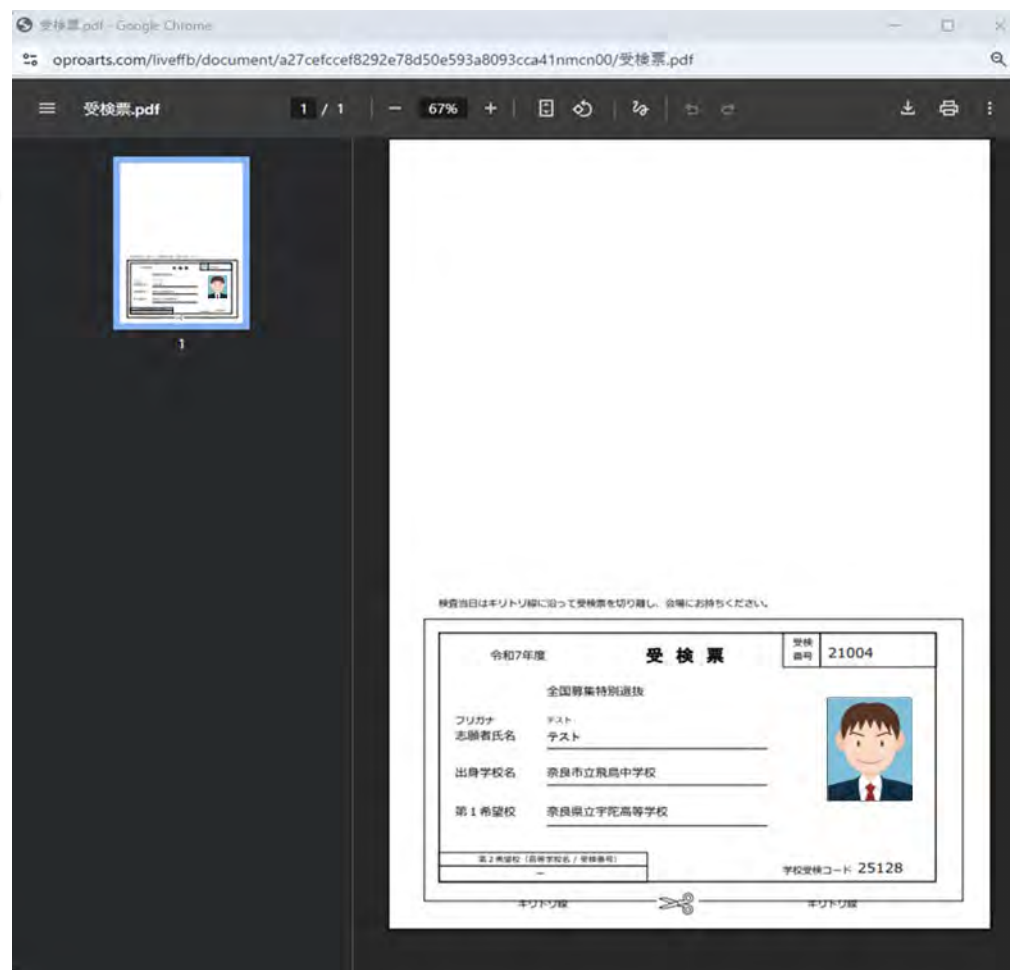 受検票.pdf - Google Chrome
oproarts.com/liveffb/document/a27cefccef8292e78d50e593a8093cca41nmcn00/受検票.pdf
受検票.pdf 1 / 1 67%
1
検査当日はキリトリ線に沿って受検票を切り離し、会場にお持ちください。
令和7年度 受検票 受検番号 21004
全国募集特別選抜
フリガナ テスト
志願者氏名 テスト
出身学校名 奈良市立飛鳥中学校
第1希望校 奈良県立宇陀高等学校
第2希望校(高等学校名 / 受検番号)
–
学校受検コード 25128
キリトリ線 キリトリ線